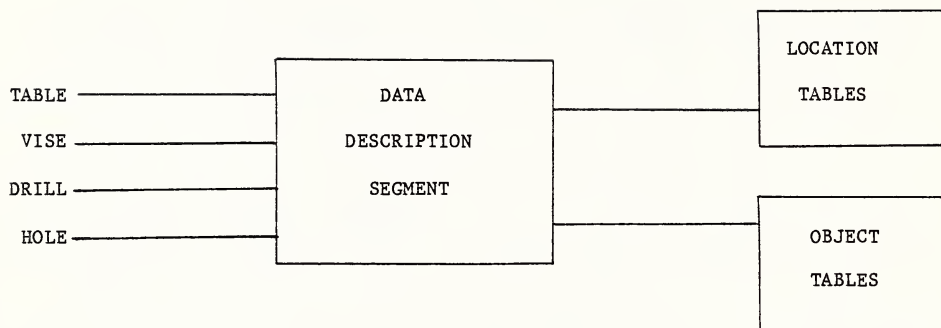 TABLE
VISE
DRILL
HOLE
DATA
DESCRIPTION
SEGMENT
LOCATION
TABLES
OBJECT
TABLES